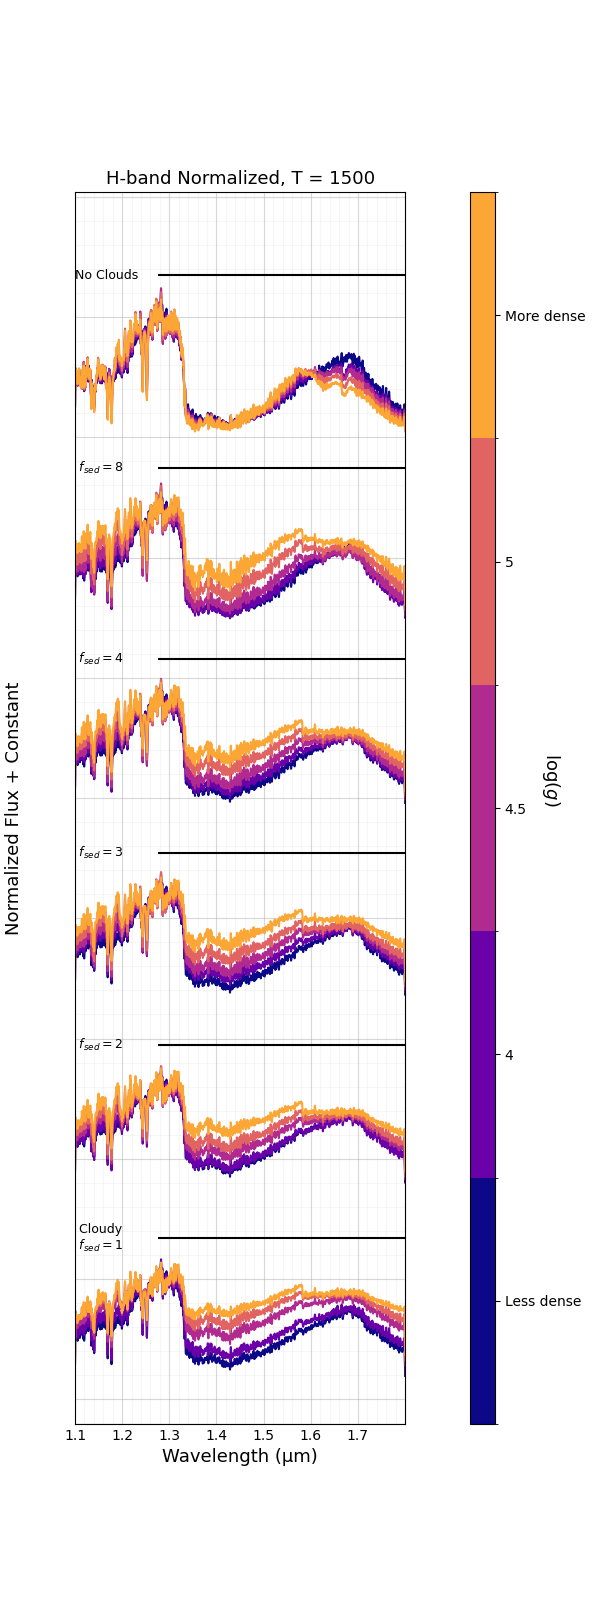 H-band Normalized, T = 1500
No Clouds
f_sed = 8
f_sed = 4
f_sed = 3
f_sed = 2
Cloudy
f_sed = 1
1.1 1.2 1.3 1.4 1.5 1.6 1.7
Wavelength (μm)
Normalized Flux + Constant
More dense
5
4.5
4
Less dense
log(g)